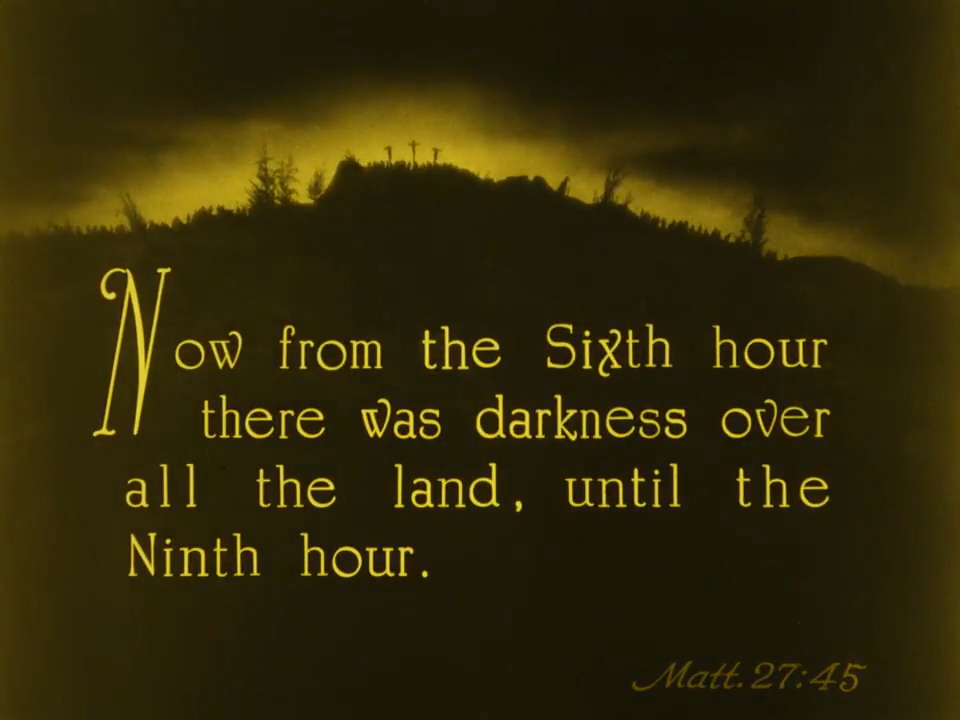 Now from the Sixth hour
there was darkness over
all the land, until the
Ninth hour.
Matt. 27:45